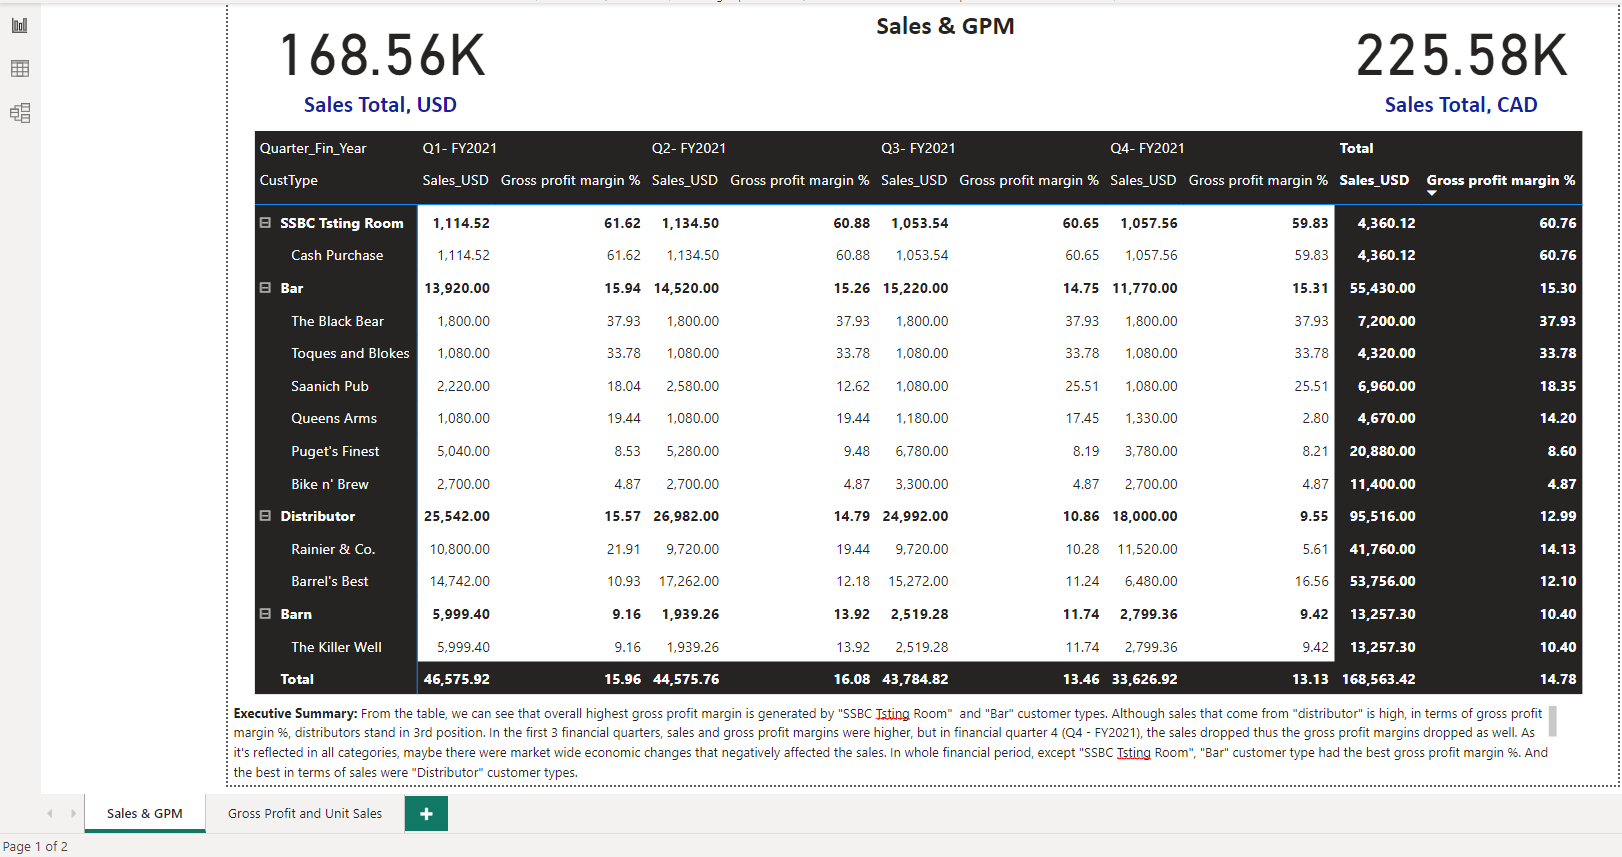 Sales & GPM
168.56K
225.58K
Sales Total, USD
Sales Total, CAD
Quarter_Fin_Year Q1- FY2021 Q2- FY2021 Q3- FY2021 Q4- FY2021 Total
CustType Sales_USD Gross profit margin % Sales_USD Gross profit margin % Sales_USD Gross profit margin % Sales_USD Gross profit margin % Sales_USD Gross profit margin %
SSBC Tsting Room 1,114.52 61.62 1,134.50 60.88 1,053.54 60.65 1,057.56 59.83 4,360.12 60.76
Cash Purchase 1,114.52 61.62 1,134.50 60.88 1,053.54 60.65 1,057.56 59.83 4,360.12 60.76
Bar 13,920.00 15.94 14,520.00 15.26 15,220.00 14.75 11,770.00 15.31 55,430.00 15.30
The Black Bear 1,800.00 37.93 1,800.00 37.93 1,800.00 37.93 1,800.00 37.93 7,200.00 37.93
Toques and Blokes 1,080.00 33.78 1,080.00 33.78 1,080.00 33.78 1,080.00 33.78 4,320.00 33.78
Saanich Pub 2,220.00 18.04 2,580.00 12.62 1,080.00 25.51 1,080.00 25.51 6,960.00 18.35
Queens Arms 1,080.00 19.44 1,080.00 19.44 1,180.00 17.45 1,330.00 2.80 4,670.00 14.20
Puget's Finest 5,040.00 8.53 5,280.00 9.48 6,780.00 8.19 3,780.00 8.21 20,880.00 8.60
Bike n' Brew 2,700.00 4.87 2,700.00 4.87 3,300.00 4.87 2,700.00 4.87 11,400.00 4.87
Distributor 25,542.00 15.57 26,982.00 14.79 24,992.00 10.86 18,000.00 9.55 95,516.00 12.99
Rainier & Co. 10,800.00 21.91 9,720.00 19.44 9,720.00 10.28 11,520.00 5.61 41,760.00 14.13
Barrel's Best 14,742.00 10.93 17,262.00 12.18 15,272.00 11.24 6,480.00 16.56 53,756.00 12.10
Barn 5,999.40 9.16 1,939.26 13.92 2,519.28 11.74 2,799.36 9.42 13,257.30 10.40
The Killer Well 5,999.40 9.16 1,939.26 13.92 2,519.28 11.74 2,799.36 9.42 13,257.30 10.40
Total 46,575.92 15.96 44,575.76 16.08 43,784.82 13.46 33,626.92 13.13 168,563.42 14.78
Executive Summary: From the table, we can see that overall highest gross profit margin is generated by "SSBC Tsting Room" and "Bar" customer types. Although sales that come from "distributor" is high, in terms of gross profit
margin %, distributors stand in 3rd position. In the first 3 financial quarters, sales and gross profit margins were higher, but in financial quarter 4 (Q4 - FY2021), the sales dropped thus the gross profit margins dropped as well. As
it's reflected in all categories, maybe there were market wide economic changes that negatively affected the sales. In whole financial period, except "SSBC Tsting Room", "Bar" customer type had the best gross profit margin %. And
the best in terms of sales were "Distributor" customer types.
Sales & GPM Gross Profit and Unit Sales +
Page 1 of 2